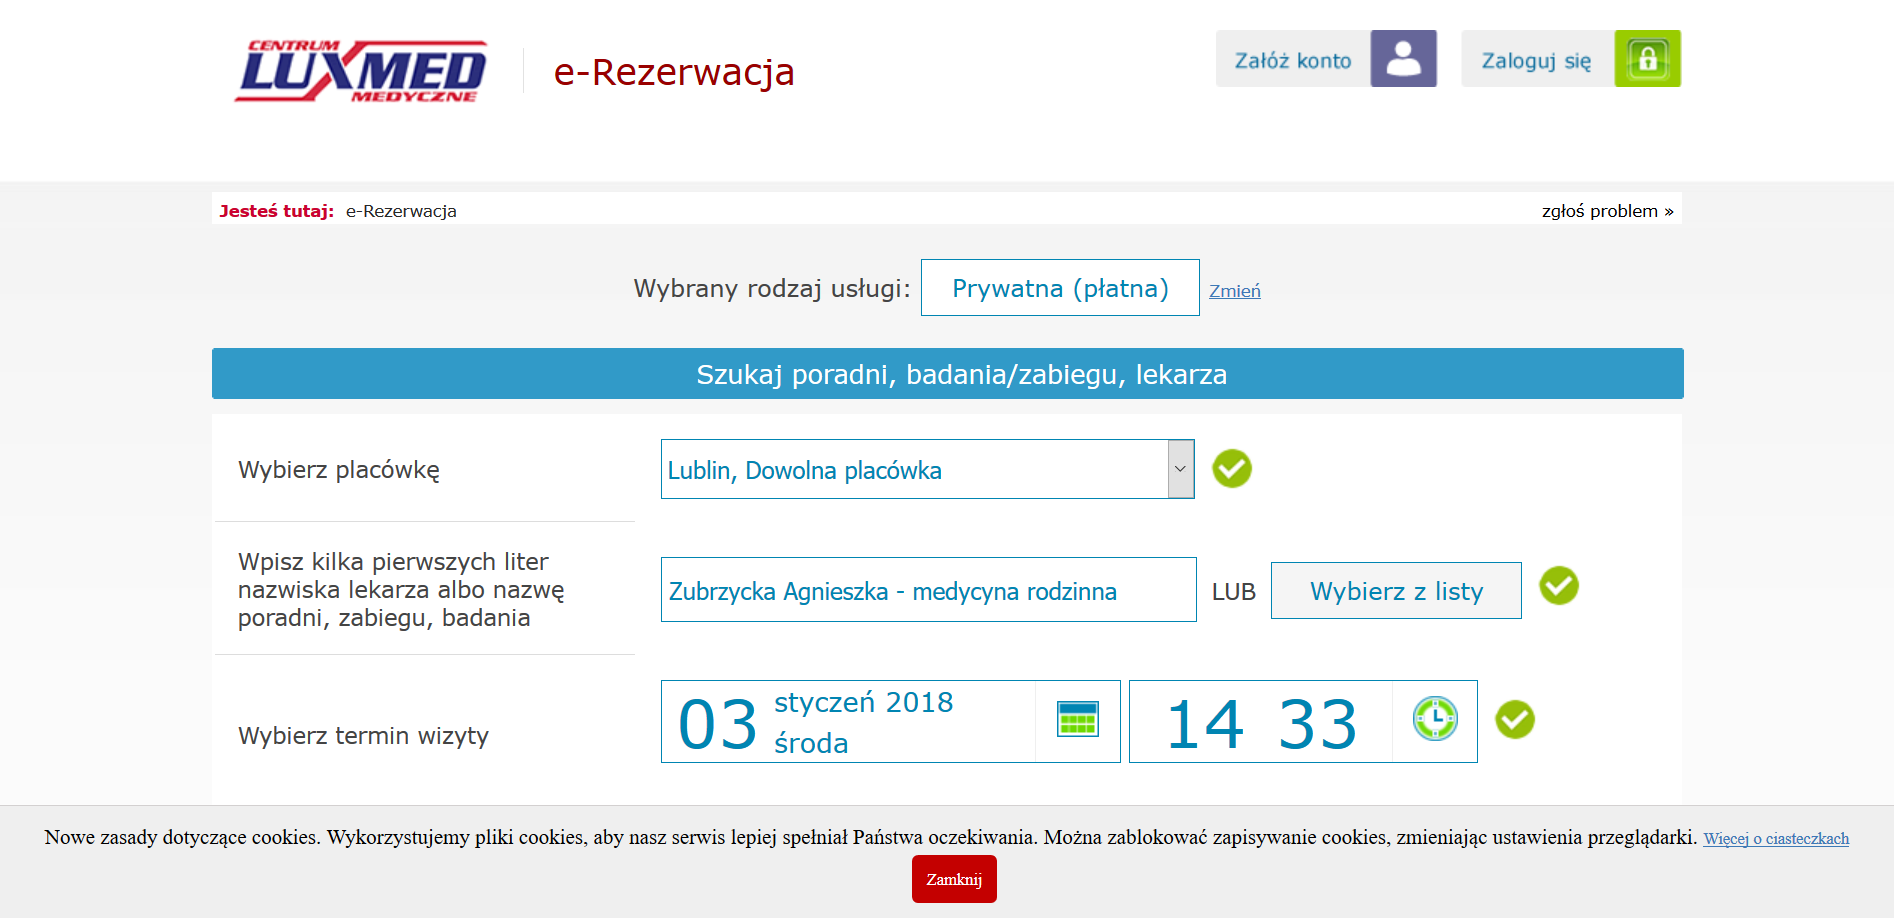 CENTRUM
LUXMED
MEDYCZNE
e-Rezerwacja
Załóż konto
Zaloguj się
Jesteś tutaj: e-Rezerwacja
zgłoś problem »
Wybrany rodzaj usługi: Prywatna (płatna) Zmień
Szukaj poradni, badania/zabiegu, lekarza
Wybierz placówkę
Lublin, Dowolna placówka
Wpisz kilka pierwszych liter
nazwiska lekarza albo nazwę
poradni, zabiegu, badania
Zubrzycka Agnieszka - medycyna rodzinna
LUB
Wybierz z listy
Wybierz termin wizyty
03
styczeń 2018
środa
14 33
Nowe zasady dotyczące cookies. Wykorzystujemy pliki cookies, aby nasz serwis lepiej spełniał Państwa oczekiwania. Można zablokować zapisywanie cookies, zmieniając ustawienia przeglądarki. Więcej o ciasteczkach
Zamknij